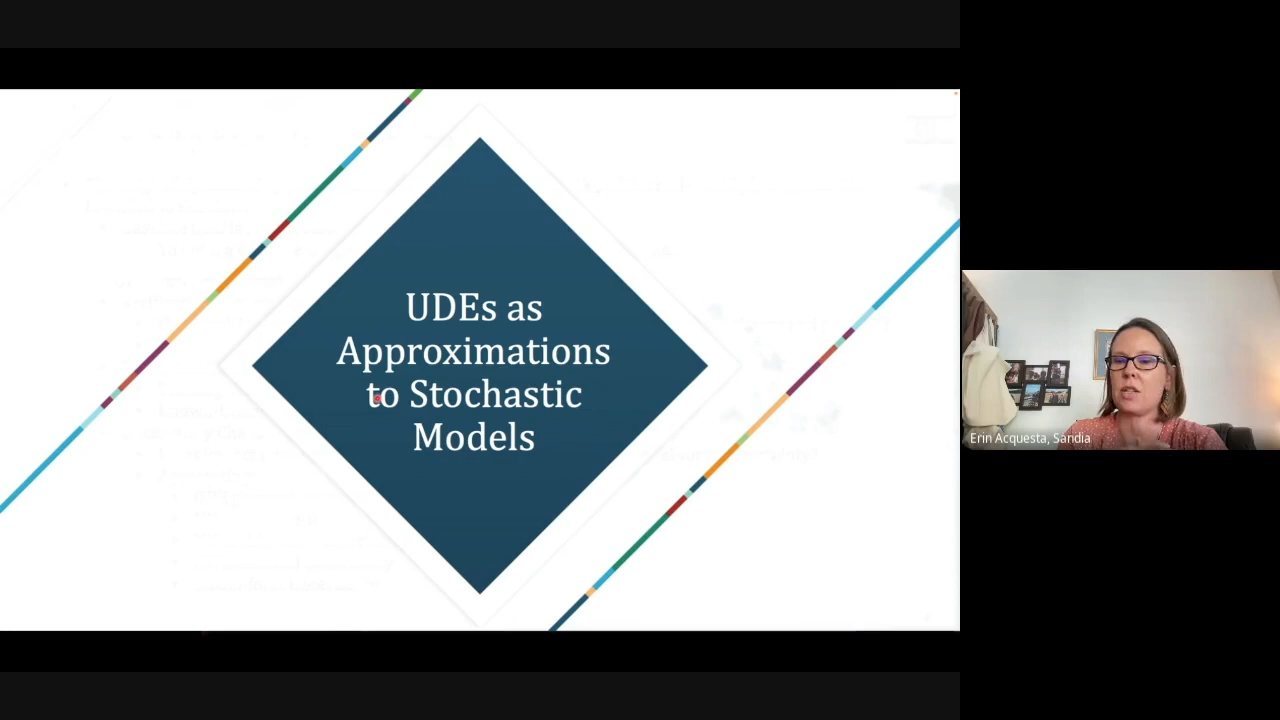 UDEs as
Approximations
to Stochastic
Models
Erin Acquesta, Sandia